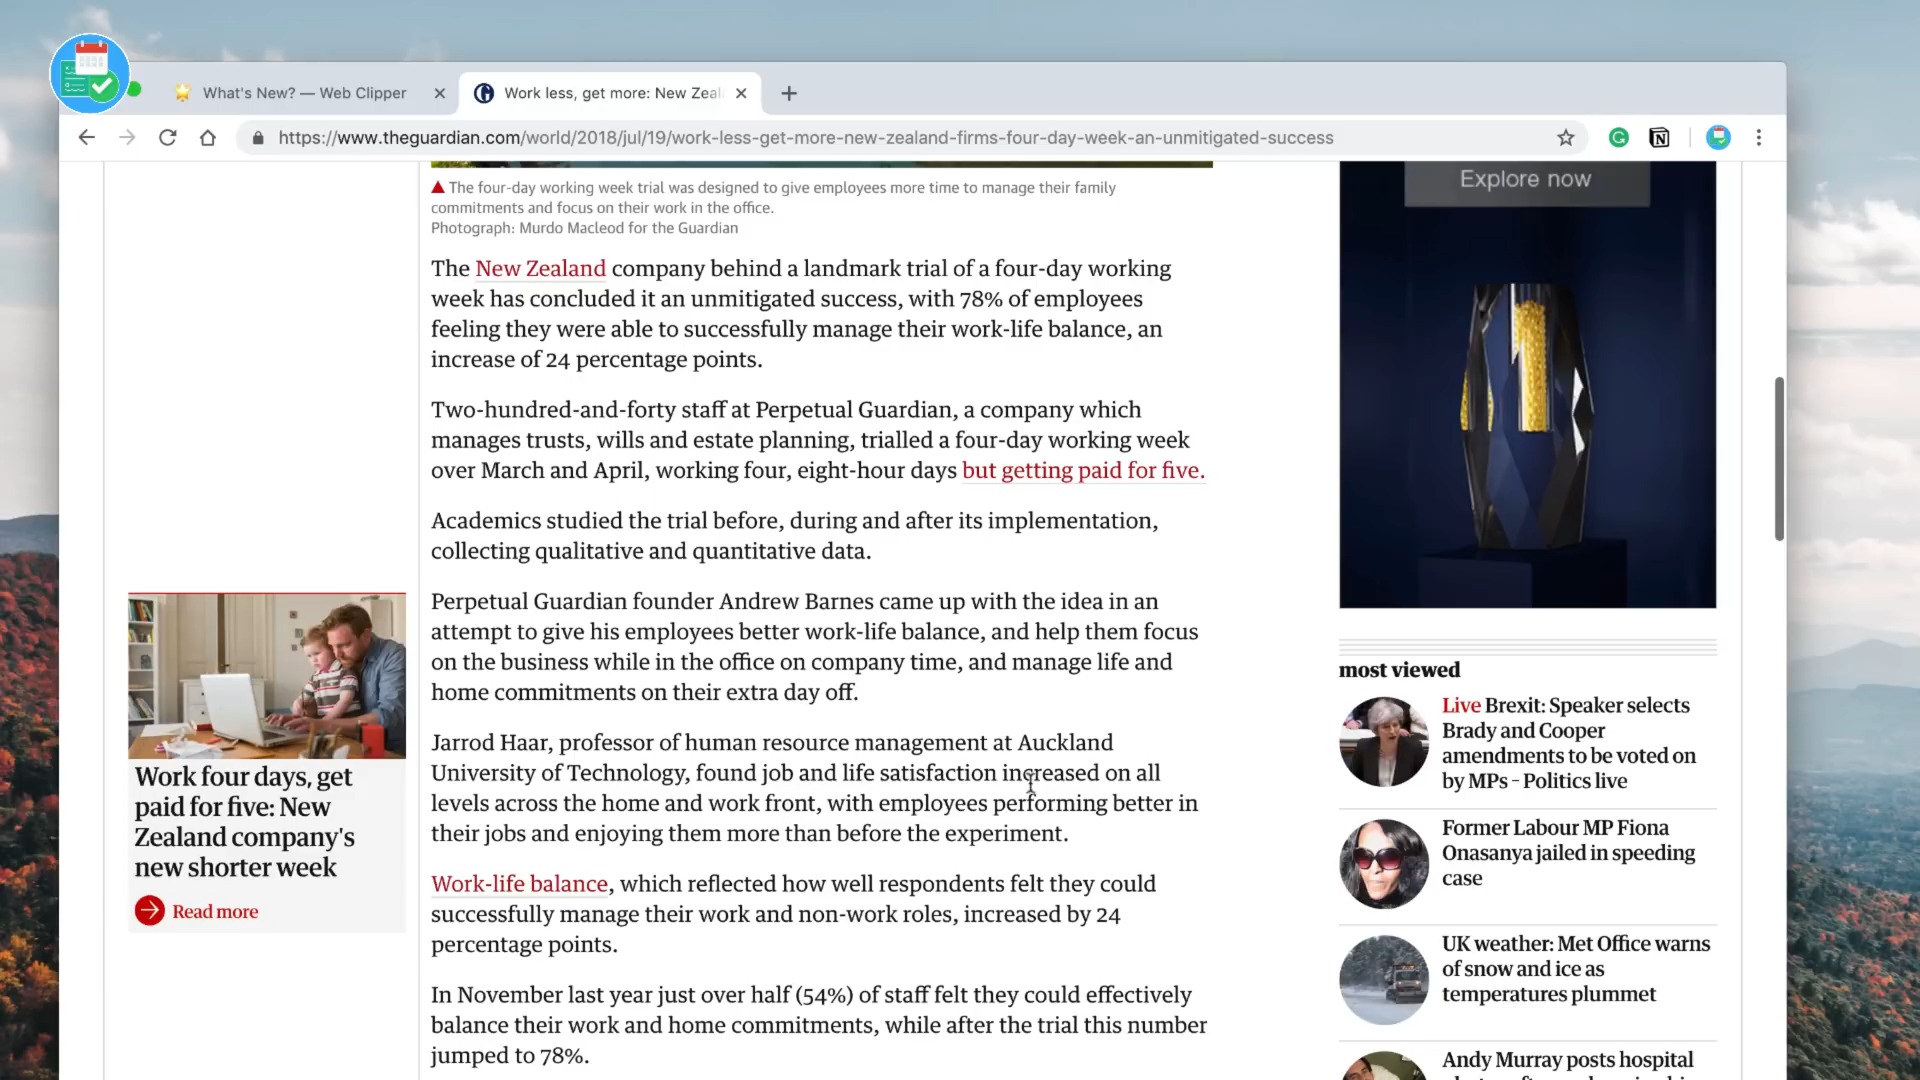 What's New? — Web Clipper
Work less, get more: New Zeal
https://www.theguardian.com/world/2018/jul/19/work-less-get-more-new-zealand-firms-four-day-week-an-unmitigated-success
The four-day working week trial was designed to give employees more time to manage their family
commitments and focus on their work in the office.
Photograph: Murdo Macleod for the Guardian
The New Zealand company behind a landmark trial of a four-day working
week has concluded it an unmitigated success, with 78% of employees
feeling they were able to successfully manage their work-life balance, an
increase of 24 percentage points.
Two-hundred-and-forty staff at Perpetual Guardian, a company which
manages trusts, wills and estate planning, trialled a four-day working week
over March and April, working four, eight-hour days but getting paid for five.
Academics studied the trial before, during and after its implementation,
collecting qualitative and quantitative data.
Perpetual Guardian founder Andrew Barnes came up with the idea in an
attempt to give his employees better work-life balance, and help them focus
on the business while in the office on company time, and manage life and
home commitments on their extra day off.
Jarrod Haar, professor of human resource management at Auckland
University of Technology, found job and life satisfaction increased on all
levels across the home and work front, with employees performing better in
their jobs and enjoying them more than before the experiment.
Work-life balance, which reflected how well respondents felt they could
successfully manage their work and non-work roles, increased by 24
percentage points.
In November last year just over half (54%) of staff felt they could effectively
balance their work and home commitments, while after the trial this number
jumped to 78%.
Work four days, get
paid for five: New
Zealand company's
new shorter week
Read more
Explore now
most viewed
Live Brexit: Speaker selects
Brady and Cooper
amendments to be voted on
by MPs – Politics live
Former Labour MP Fiona
Onasanya jailed in speeding
case
UK weather: Met Office warns
of snow and ice as
temperatures plummet
Andy Murray posts hospital